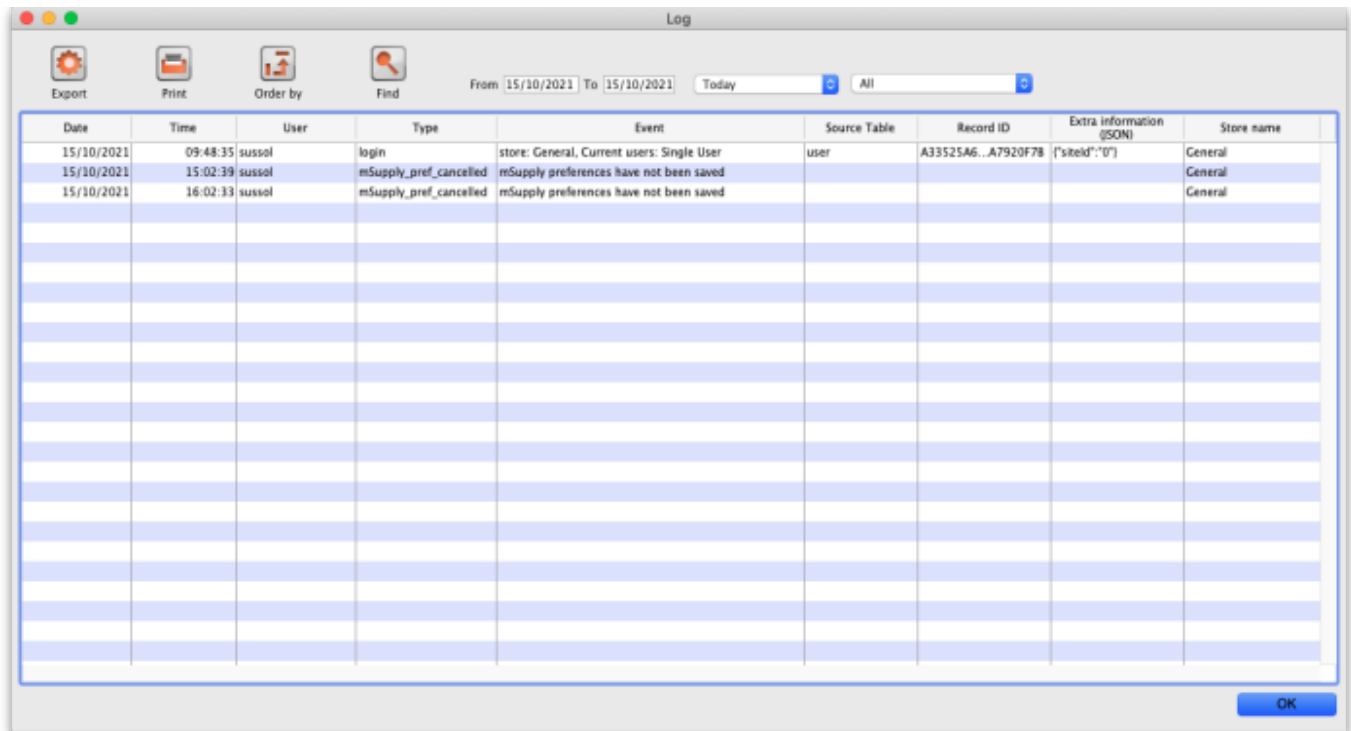 Log
Export Print Order by Find From 15/10/2021 To 15/10/2021 Today All
Date Time User Type Event Source Table Record ID Extra information (JSON) Store name
15/10/2021 09:48:35 sussol login store: General, Current users: Single User user A33525A6...A7920F7B {"siteId":"0"} General
15/10/2021 15:02:39 sussol mSupply_pref_cancelled mSupply preferences have not been saved General
15/10/2021 16:02:33 sussol mSupply_pref_cancelled mSupply preferences have not been saved General
OK